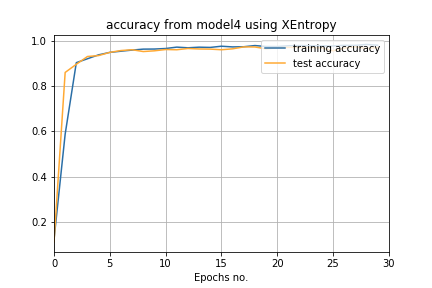 accuracy from model4 using XEntropy
1.0
training accuracy
test accuracy
0.8
0.6
0.4
0.2
0 5 10 15 20 25 30
Epochs no.